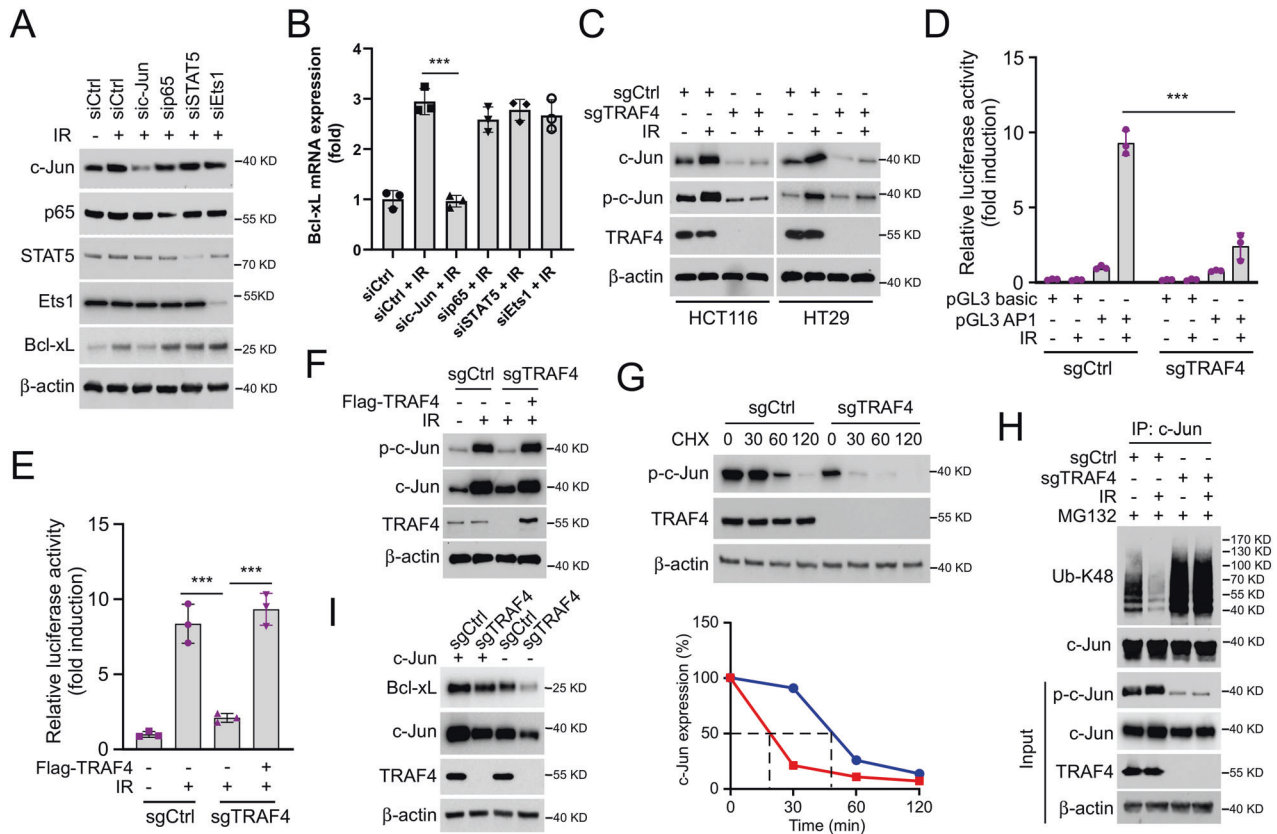 A
siCtrl siCtrl sic-Jun sip65 siSTAT5 siEts1
IR - + + + + +
c-Jun –40 KD
p65 –55 KD
STAT5 –70 KD
Ets1 –55KD
Bcl-xL –25 KD
β-actin –40 KD
B
Bcl-xL mRNA expression
(fold)
4
3
2
1
0
***
siCtrl
siCtrl + IR
sic-Jun + IR
sip65 + IR
siSTAT5 + IR
siEts1 + IR
C
sgCtrl + + - - + + - -
sgTRAF4 - - + + - - + +
IR - + - + - + - +
c-Jun –40 KD
p-c-Jun –40 KD
TRAF4 –55 KD
β-actin –40 KD
HCT116 HT29
D
Relative luciferase activity
(fold induction)
15
10
5
0
***
pGL3 basic + + - - + + - -
pGL3 AP1 - - + + - - + +
IR - + - + - + - +
sgCtrl sgTRAF4
E
Relative luciferase activity
(fold induction)
15
10
5
0
*** ***
Flag-TRAF4 - - - +
IR - + + +
sgCtrl sgTRAF4
F
sgCtrl sgTRAF4
Flag-TRAF4 - - - +
IR - + + +
p-c-Jun –40 KD
c-Jun –40 KD
TRAF4 –55 KD
β-actin –40 KD
G
sgCtrl sgTRAF4
CHX 0 30 60 120 0 30 60 120
p-c-Jun –40 KD
TRAF4 –55 KD
β-actin –40 KD
c-Jun expression (%)
150
100
50
0
0 30 60 120
Time (min)
H
IP: c-Jun
sgCtrl + + - -
sgTRAF4 - - + +
IR - + - +
MG132 + + + +
Ub-K48
–170 KD
–130 KD
–100 KD
–70 KD
–55 KD
–40 KD
c-Jun –40 KD
Input
p-c-Jun –40 KD
c-Jun –40 KD
TRAF4 –55 KD
β-actin –40 KD
I
sgCtrl sgTRAF4 sgCtrl sgTRAF4
c-Jun + + - -
Bcl-xL –25 KD
c-Jun –40 KD
TRAF4 –55 KD
β-actin –40 KD